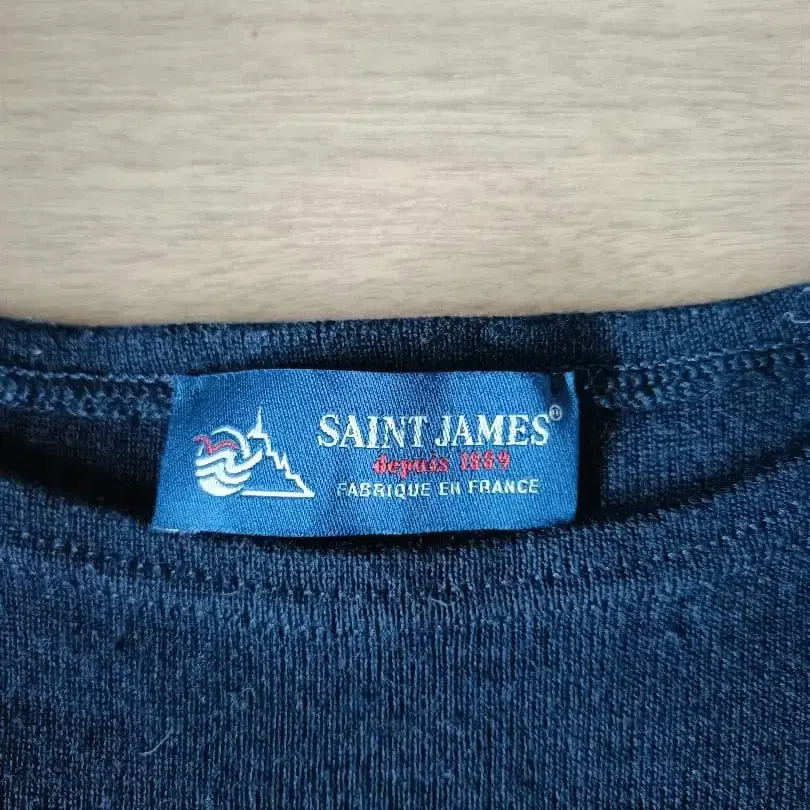 SAINT JAMES®
depuis 1889
FABRIQUE EN FRANCE